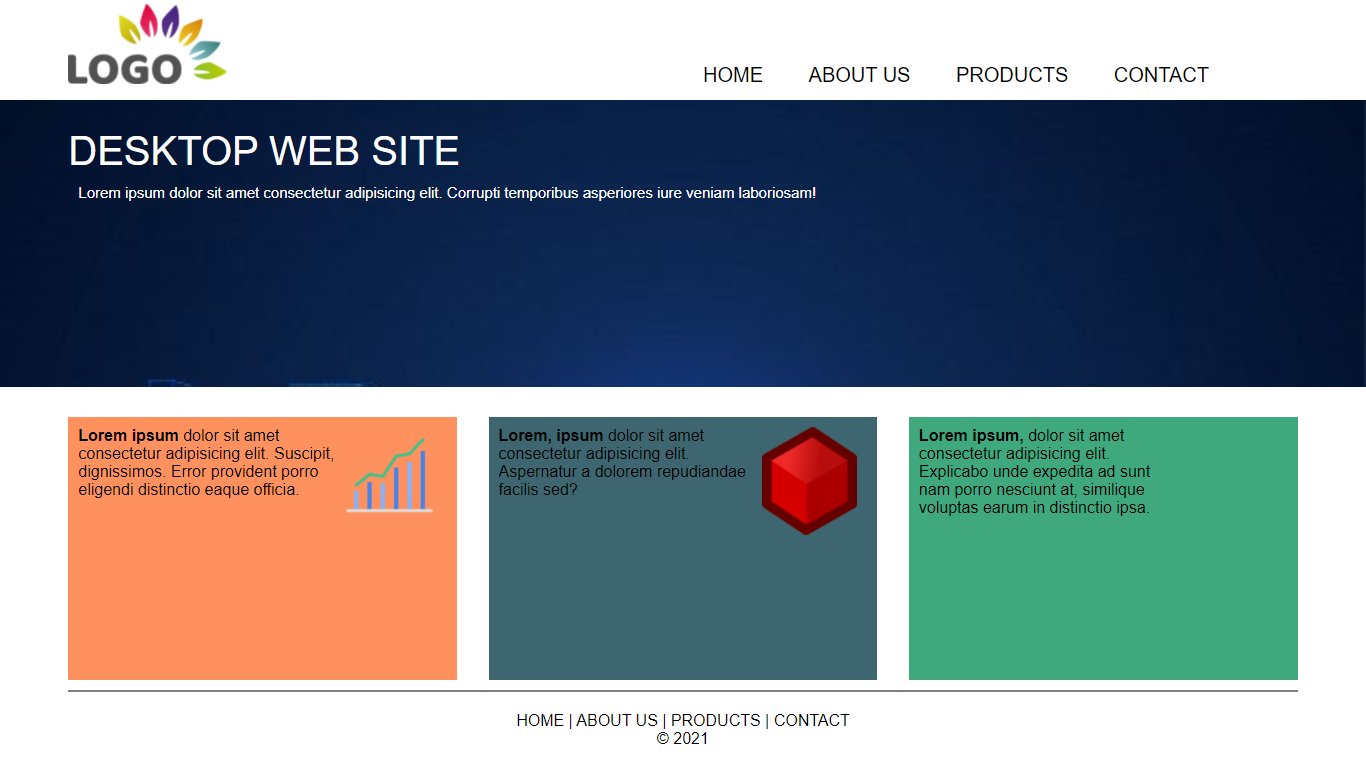 LOGO
HOME ABOUT US PRODUCTS CONTACT
DESKTOP WEB SITE
Lorem ipsum dolor sit amet consectetur adipisicing elit. Corrupti temporibus asperiores iure veniam laboriosam!
Lorem ipsum dolor sit amet
consectetur adipisicing elit. Suscipit,
dignissimos. Error provident porro
eligendi distinctio eaque officia.
Lorem, ipsum dolor sit amet
consectetur adipisicing elit.
Aspernatur a dolorem repudiandae
facilis sed?
Lorem ipsum, dolor sit amet
consectetur adipisicing elit.
Explicabo unde expedita ad sunt
nam porro nesciunt at, similique
voluptas earum in distinctio ipsa.
HOME | ABOUT US | PRODUCTS | CONTACT
© 2021